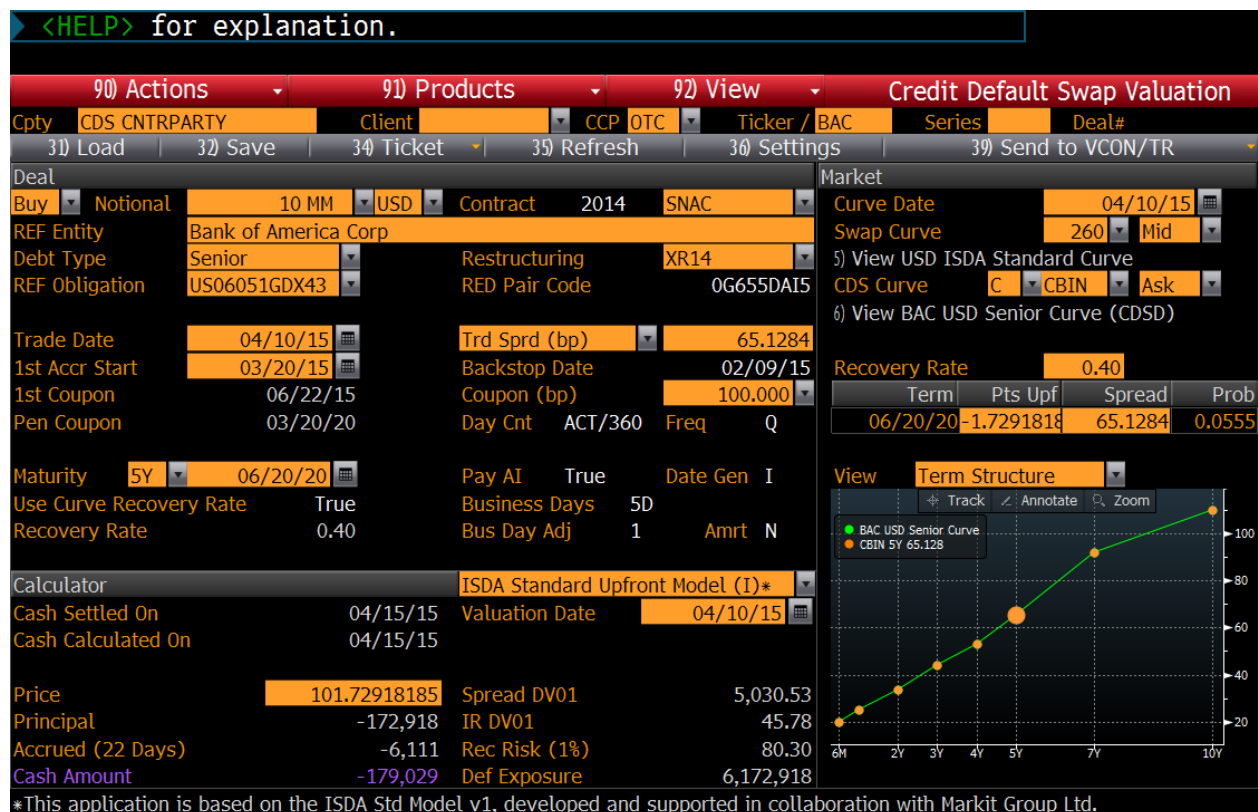 <HELP> for explanation.
90) Actions 91) Products 92) View Credit Default Swap Valuation
Cpty CDS CNTRPARTY Client CCP OTC Ticker / BAC Series Deal#
31) Load 32) Save 34) Ticket 35) Refresh 36) Settings 39) Send to VCON/TR
Deal Market
Buy Notional 10 MM USD Contract 2014 SNAC Curve Date 04/10/15
REF Entity Bank of America Corp Swap Curve 260 Mid
Debt Type Senior Restructuring XR14 5) View USD ISDA Standard Curve
REF Obligation US06051GDX43 RED Pair Code 0G655DAI5 CDS Curve C CBIN Ask
6) View BAC USD Senior Curve (CDSD)
Trade Date 04/10/15 Trd Sprd (bp) 65.1284
1st Accr Start 03/20/15 Backstop Date 02/09/15 Recovery Rate 0.40
1st Coupon 06/22/15 Coupon (bp) 100.000 Term Pts Upf Spread Prob
Pen Coupon 03/20/20 Day Cnt ACT/360 Freq Q 06/20/20 -1.7291818 65.1284 0.0555
Maturity 5Y 06/20/20 Pay AI True Date Gen I View Term Structure
Use Curve Recovery Rate True Business Days 5D Track Annotate Zoom
Recovery Rate 0.40 Bus Day Adj 1 Amrt N
BAC USD Senior Curve
CBIN 5Y 65.128
100
80
60
40
20
6M 2Y 3Y 4Y 5Y 7Y 10Y
Calculator ISDA Standard Upfront Model (I)*
Cash Settled On 04/15/15 Valuation Date 04/10/15
Cash Calculated On 04/15/15
Price 101.72918185 Spread DV01 5,030.53
Principal -172,918 IR DV01 45.78
Accrued (22 Days) -6,111 Rec Risk (1%) 80.30
Cash Amount -179,029 Def Exposure 6,172,918
*This application is based on the ISDA Std Model v1, developed and supported in collaboration with Markit Group Ltd.